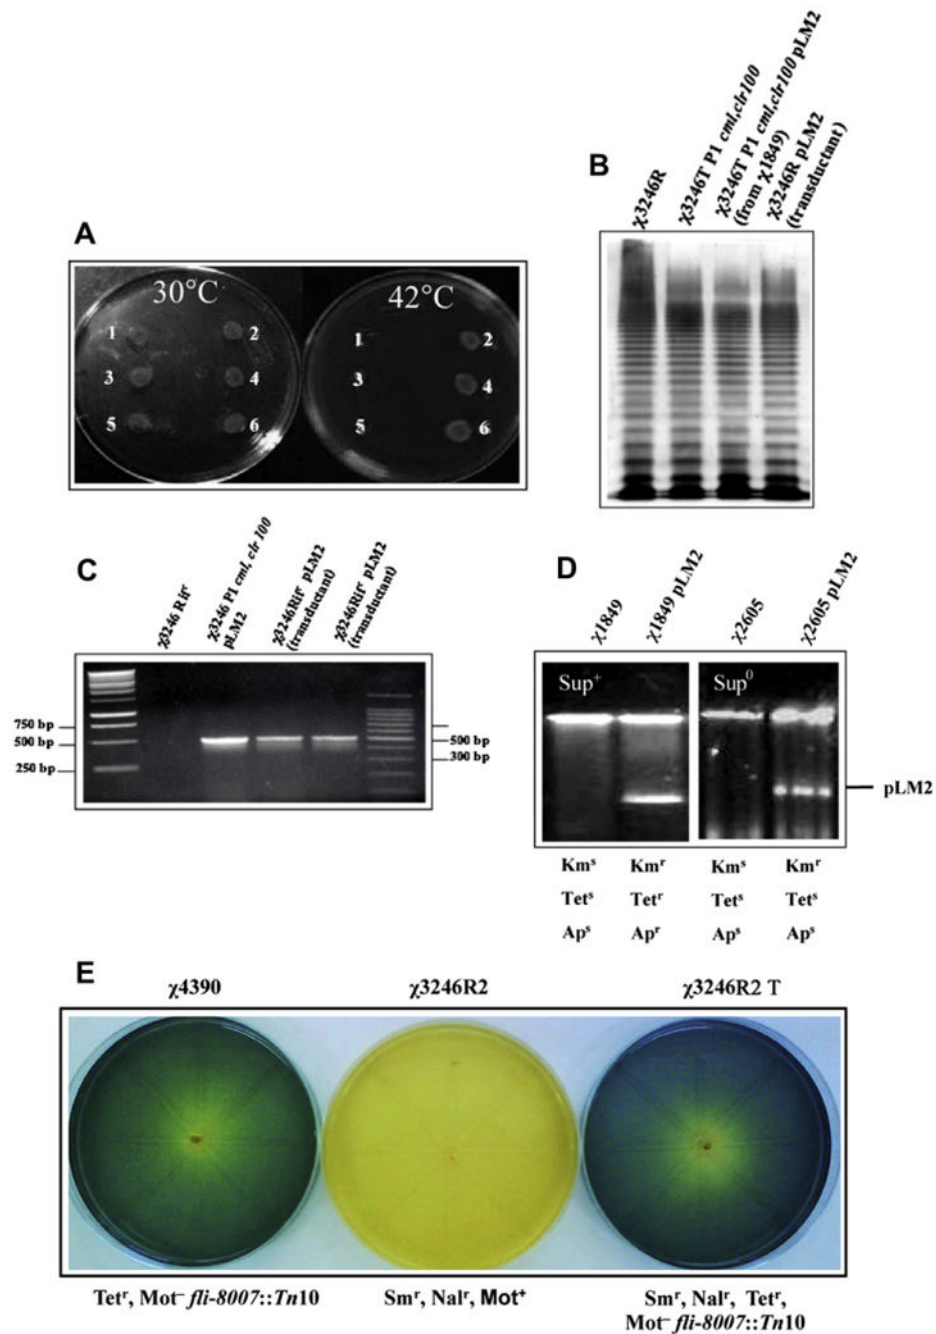 A
30°C
42°C
1
2
3
4
5
6
1
2
3
4
5
6
B
χ3246R
χ3246T P1 cml,clr100
χ3246T P1 cml,clr100 pLM2
(from χ1849)
χ3246R pLM2
(transductant)
C
χ3246 Rifʳ
χ3246 P1 cml, clr 100
pLM2
χ3246Rifʳ pLM2
(transductant)
χ3246Rifʳ pLM2
(transductant)
750 bp
500 bp
250 bp
500 bp
300 bp
D
χ1849
χ1849 pLM2
χ2605
χ2605 pLM2
Sup⁺
Sup⁰
pLM2
Kmˢ Kmʳ Kmˢ Kmʳ
Tetˢ Tetʳ Tetˢ Tetˢ
Apˢ Apʳ Apˢ Apˢ
E
χ4390 χ3246R2 χ3246R2 T
Tetʳ, Mot⁻ fli-8007::Tn10
Smʳ, Nalʳ, Mot⁺
Smʳ, Nalʳ, Tetʳ,
Mot⁻ fli-8007::Tn10